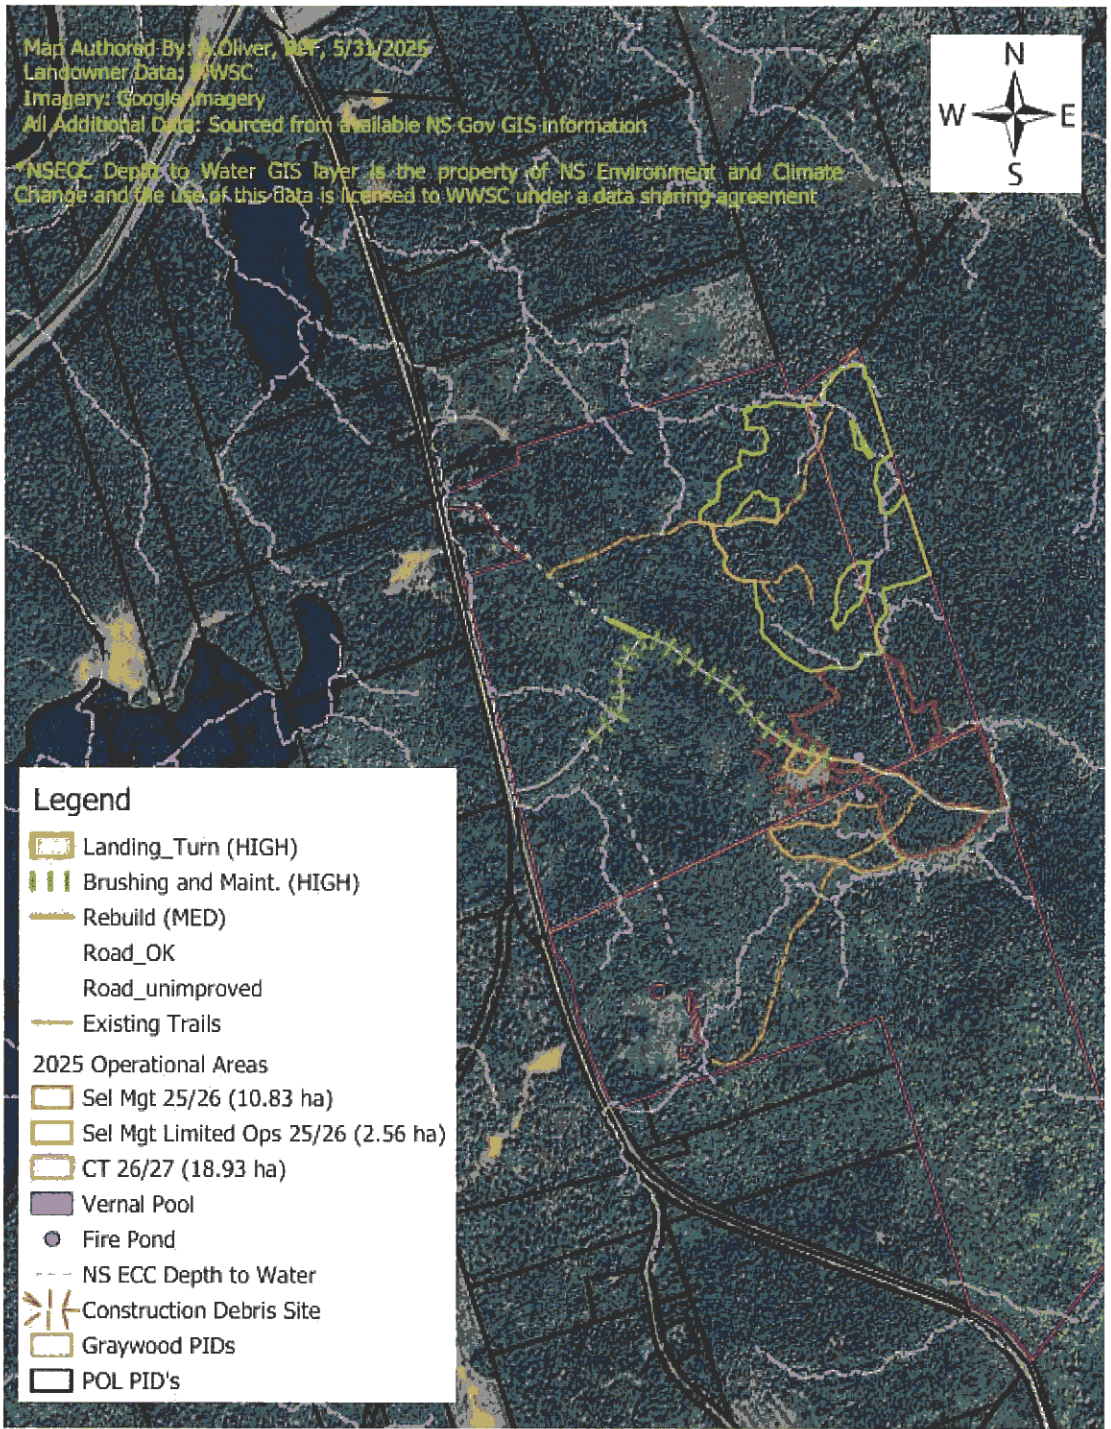 Map Authored By: A.Oliver, RPF, 5/31/2025
Landowner Data: WWSC
Imagery: Google Imagery
All Additional Data: Sourced from available NS Gov GIS information
*NSECC Depth to Water GIS layer is the property of NS Environment and Climate
Change and the use of this data is licensed to WWSC under a data sharing agreement
N
W E
S
Legend
Landing_Turn (HIGH)
Brushing and Maint. (HIGH)
Rebuild (MED)
Road_OK
Road_unimproved
Existing Trails
2025 Operational Areas
Sel Mgt 25/26 (10.83 ha)
Sel Mgt Limited Ops 25/26 (2.56 ha)
CT 26/27 (18.93 ha)
Vernal Pool
Fire Pond
NS ECC Depth to Water
Construction Debris Site
Graywood PIDs
POL PID's